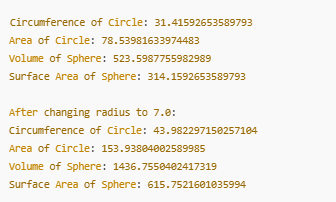 Circumference of Circle: 31.41592653589793
Area of Circle: 78.53981633974483
Volume of Sphere: 523.5987755982989
Surface Area of Sphere: 314.1592653589793
After changing radius to 7.0:
Circumference of Circle: 43.982297150257104
Area of Circle: 153.93804002589985
Volume of Sphere: 1436.7550402417319
Surface Area of Sphere: 615.7521601035994